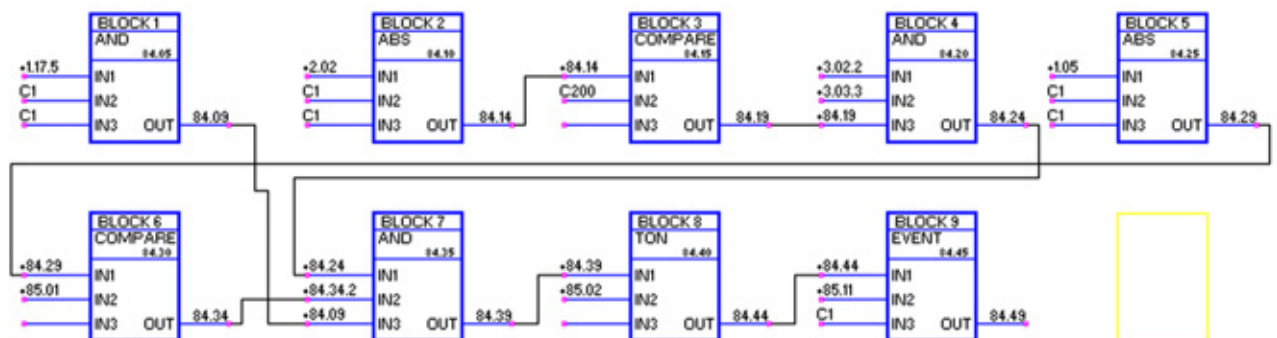 BLOCK 1 BLOCK 2 BLOCK 3 BLOCK 4 BLOCK 5
AND ABS COMPARE AND ABS
84.05 84.10 84.15 84.20 84.25
+1.17.5 IN1 +2.02 IN1 +84.14 IN1 +3.02.2 IN1 +1.05 IN1
C1 IN2 C1 IN2 C200 IN2 +3.03.3 IN2 C1 IN2
C1 IN3 OUT 84.09 C1 IN3 OUT 84.14 IN3 OUT 84.19 +84.19 IN3 OUT 84.24 C1 IN3 OUT 84.29
BLOCK 6 BLOCK 7 BLOCK 8 BLOCK 9
COMPARE AND TON EVENT
84.30 84.35 84.40 84.45
+84.29 IN1 +84.24 IN1 +84.39 IN1 +84.44 IN1
+85.01 IN2 +84.34.2 IN2 +85.02 IN2 +85.11 IN2
IN3 OUT 84.34 +84.09 IN3 OUT 84.39 IN3 OUT 84.44 C1 IN3 OUT 84.49